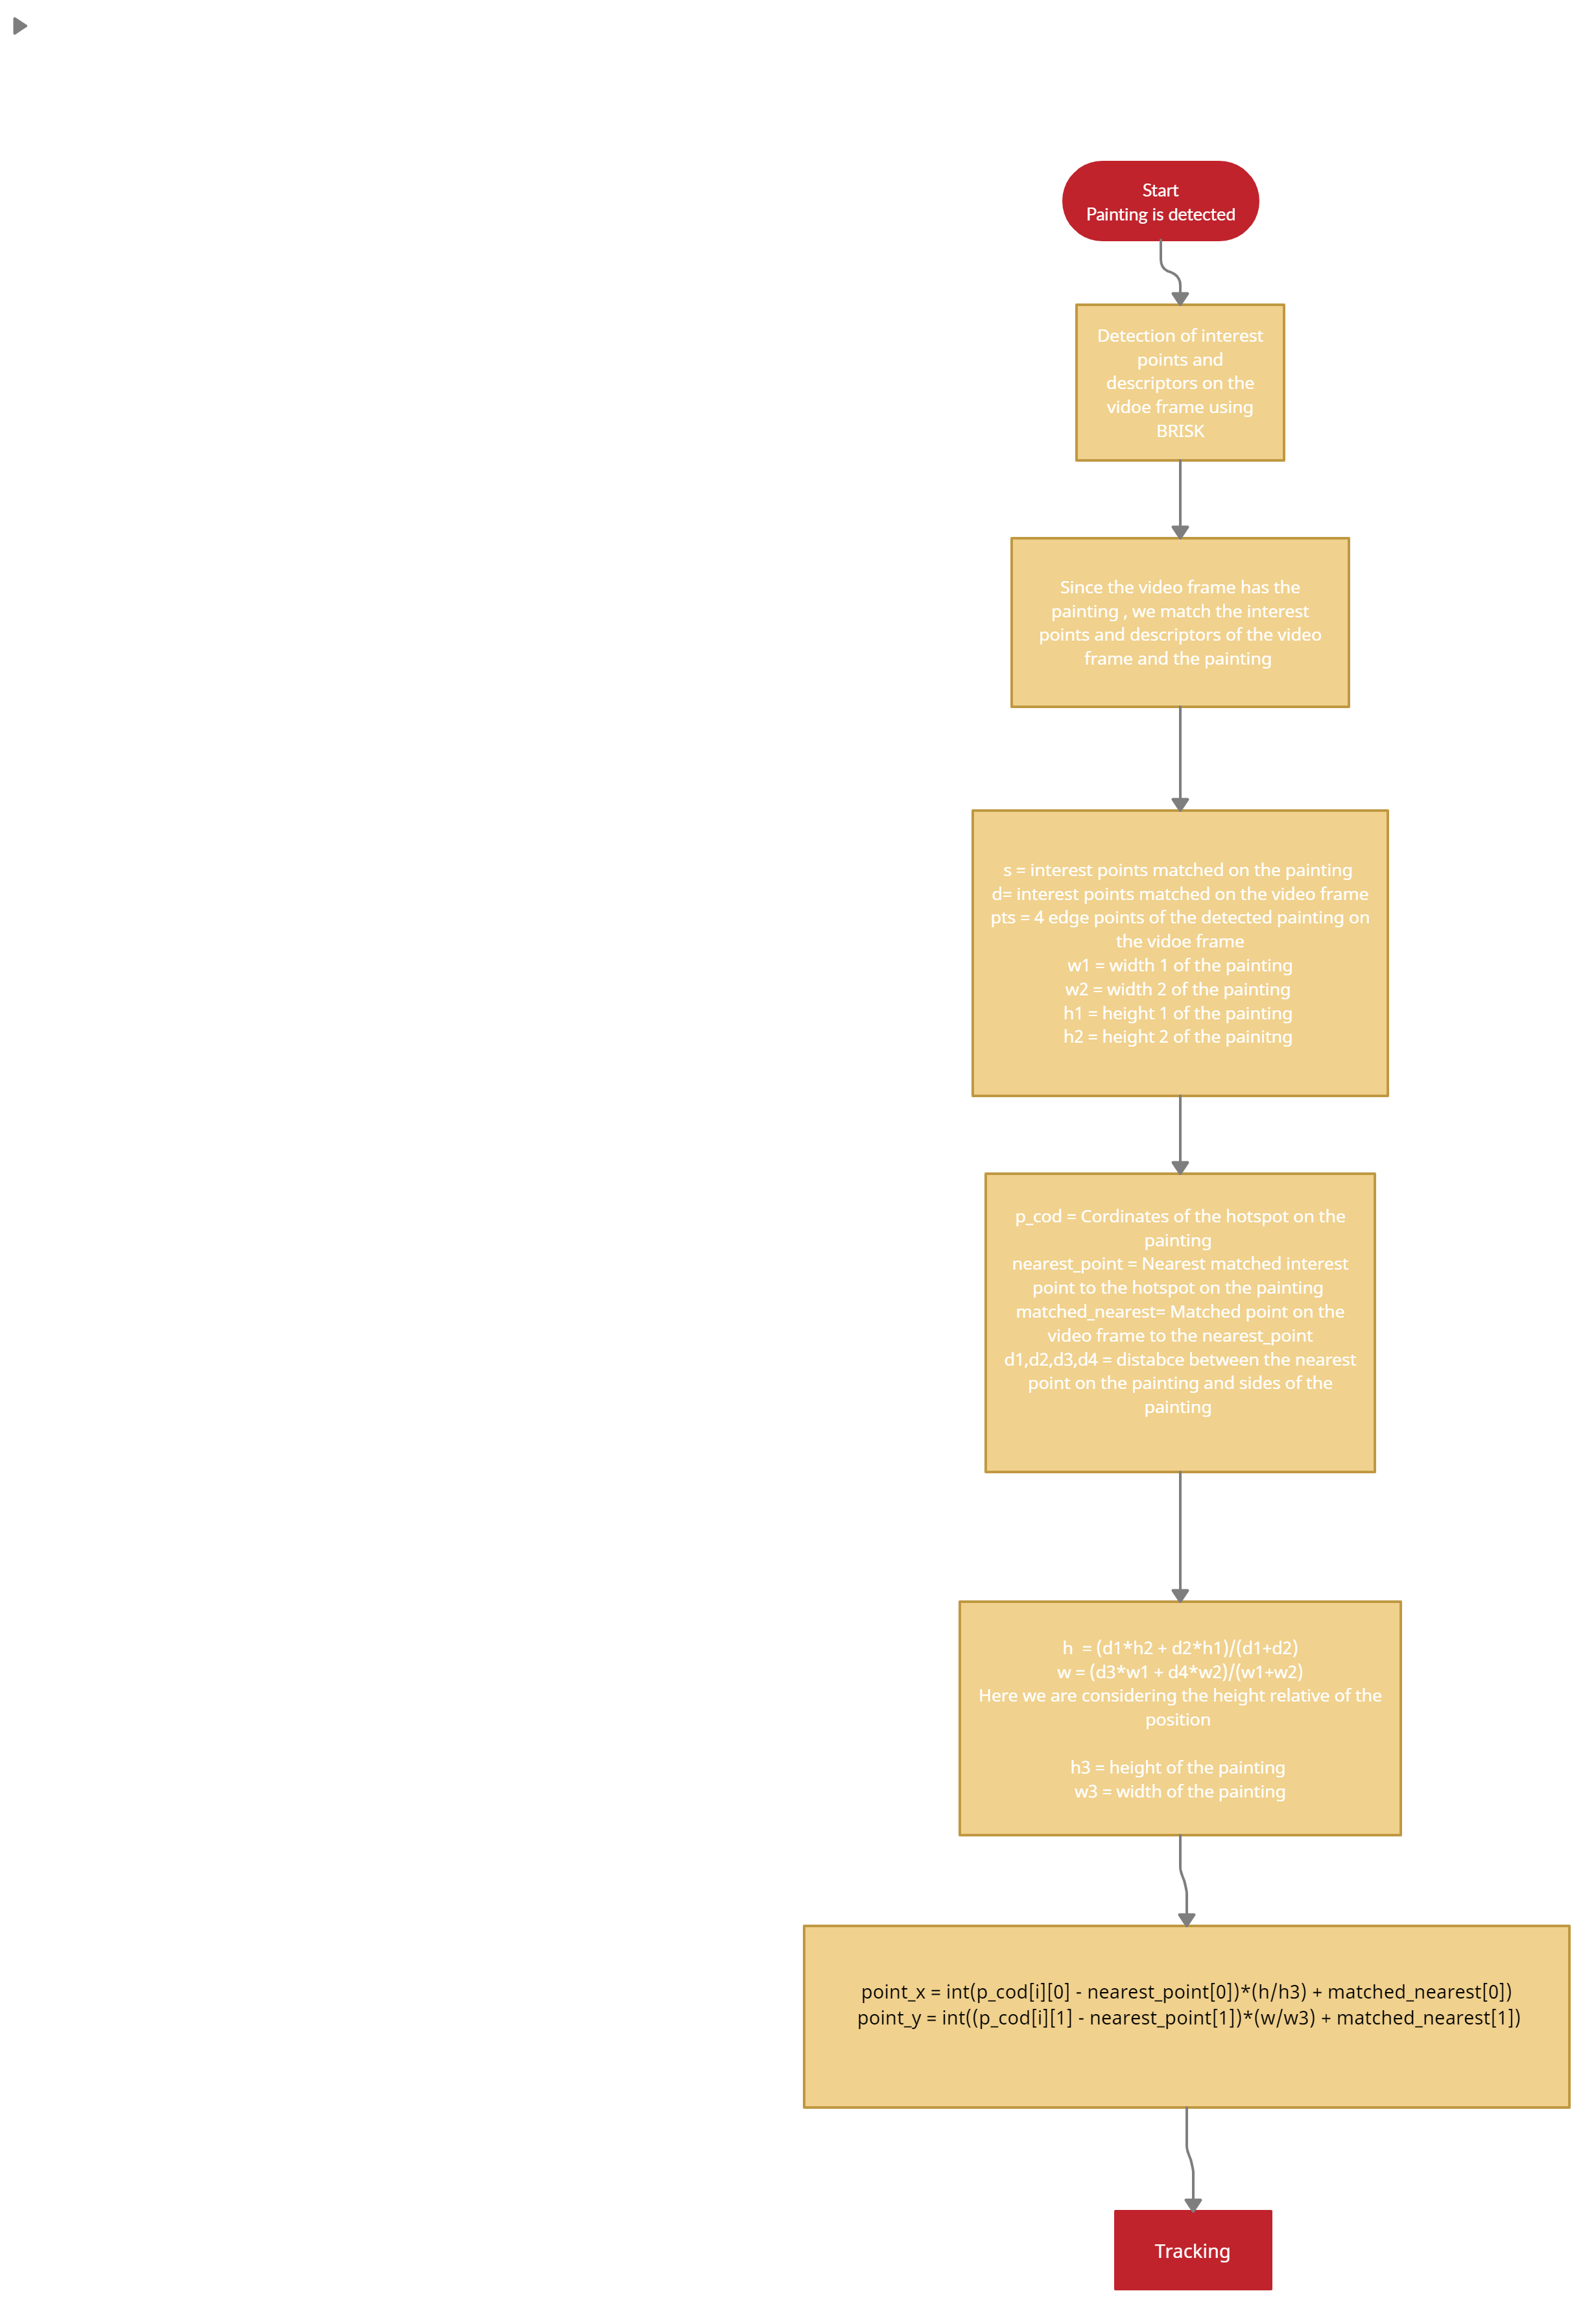 Start
Painting is detected
Detection of interest
points and
descriptors on the
vidoe frame using
BRISK
Since the video frame has the
painting , we match the interest
points and descriptors of the video
frame and the painting
s = interest points matched on the painting
d= interest points matched on the video frame
pts = 4 edge points of the detected painting on
the vidoe frame
w1 = width 1 of the painting
w2 = width 2 of the painting
h1 = height 1 of the painting
h2 = height 2 of the painitng
p_cod = Cordinates of the hotspot on the
painting
nearest_point = Nearest matched interest
point to the hotspot on the painting
matched_nearest= Matched point on the
video frame to the nearest_point
d1,d2,d3,d4 = distabce between the nearest
point on the painting and sides of the
painting
h  = (d1*h2 + d2*h1)/(d1+d2)
w = (d3*w1 + d4*w2)/(w1+w2)
Here we are considering the height relative of the
position
h3 = height of the painting
w3 = width of the painting
point_x = int(p_cod[i][0] - nearest_point[0])*(h/h3) + matched_nearest[0])
point_y = int((p_cod[i][1] - nearest_point[1])*(w/w3) + matched_nearest[1])
Tracking